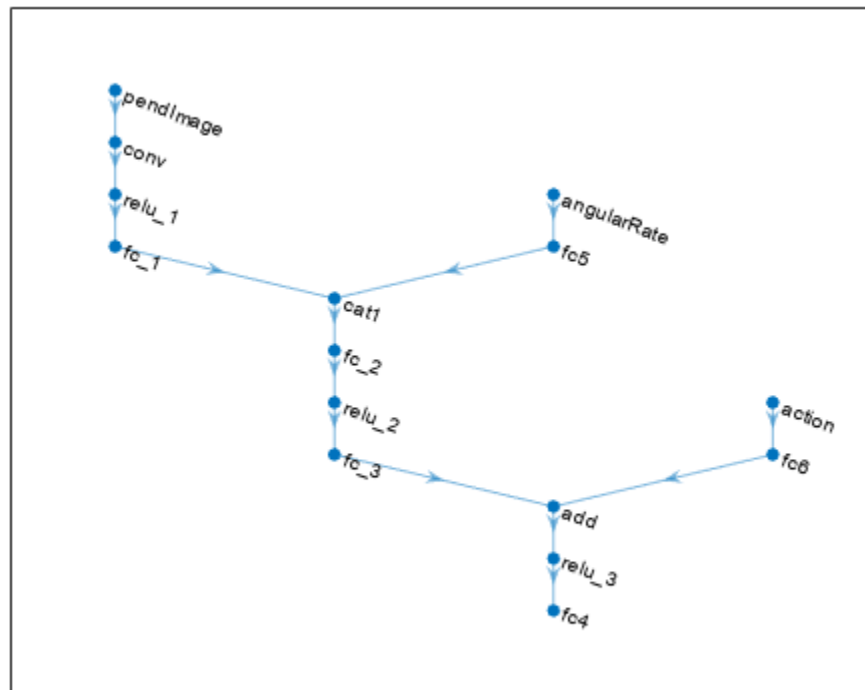 pendImage
conv
relu_1
fc_1
angularRate
fc5
cat1
fc_2
relu_2
fc_3
action
fc6
add
relu_3
fc4